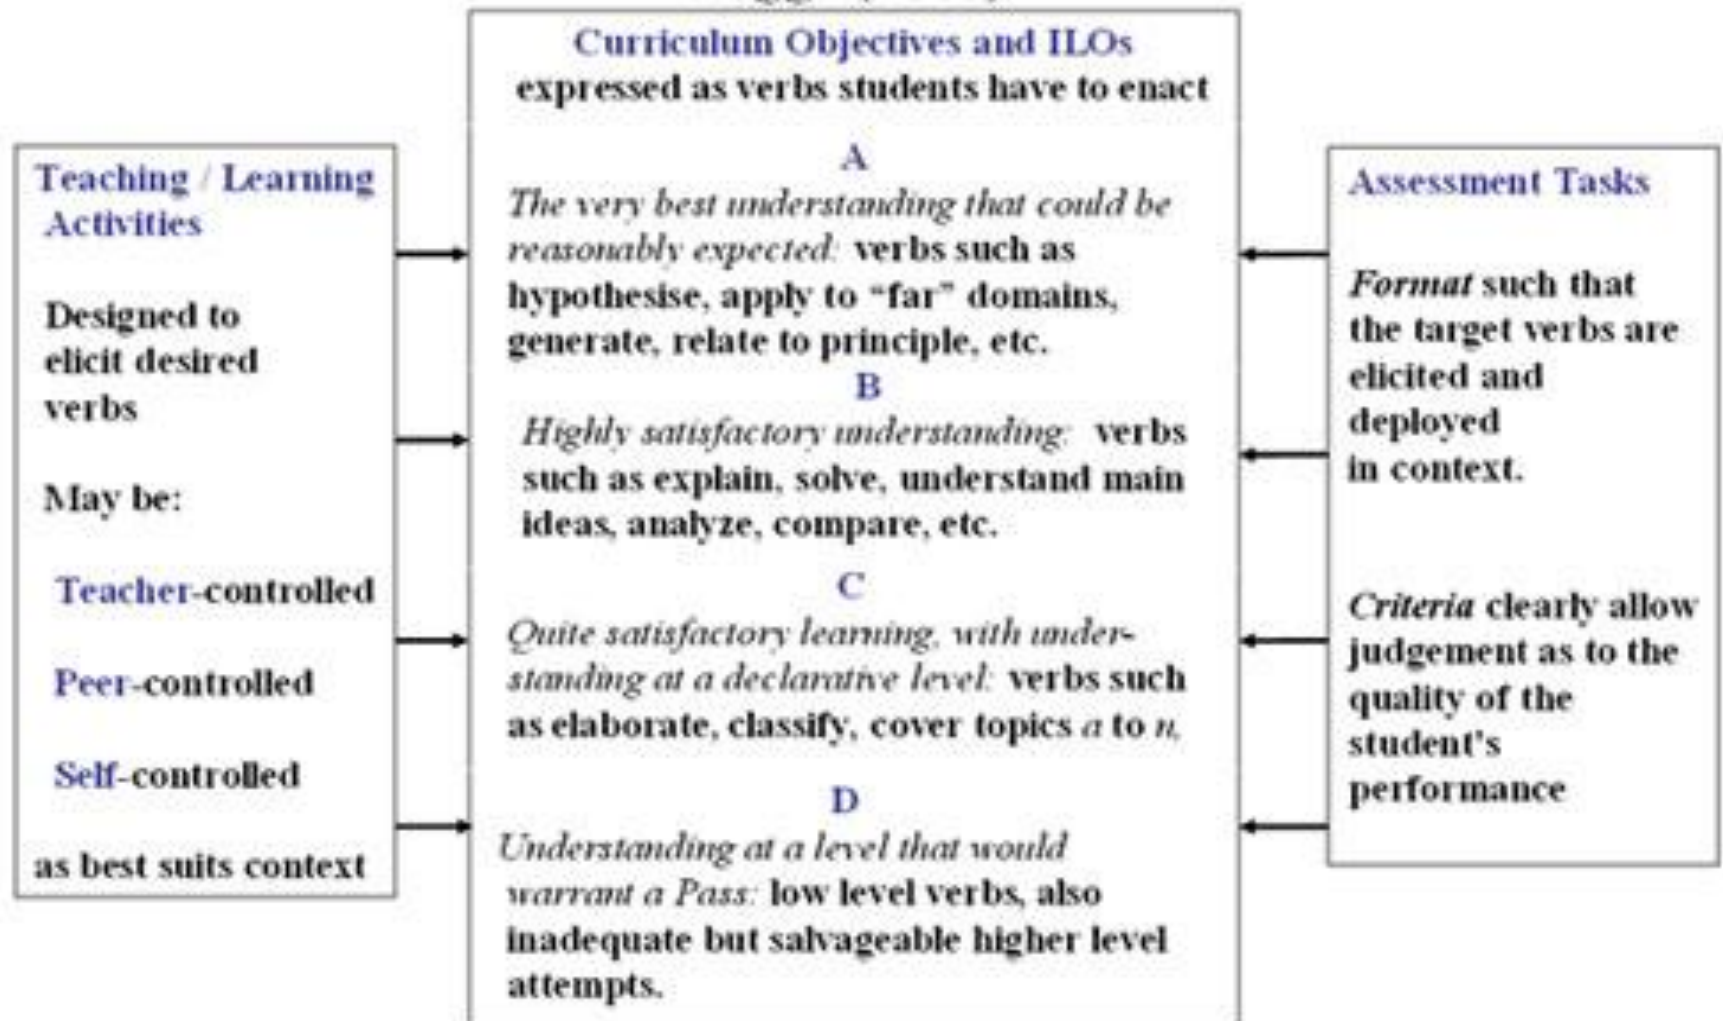 Curriculum Objectives and ILOs
expressed as verbs students have to enact
Teaching / Learning
Activities
Designed to
elicit desired
verbs
May be:
Teacher-controlled
Peer-controlled
Self-controlled
as best suits context
A
The very best understanding that could be
reasonably expected: verbs such as
hypothesise, apply to “far” domains,
generate, relate to principle, etc.
B
Highly satisfactory understanding: verbs
such as explain, solve, understand main
ideas, analyze, compare, etc.
C
Quite satisfactory learning, with under-
standing at a declarative level: verbs such
as elaborate, classify, cover topics a to n,
D
Understanding at a level that would
warrant a Pass: low level verbs, also
inadequate but salvageable higher level
attempts.
Assessment Tasks
Format such that
the target verbs are
elicited and
deployed
in context.
Criteria clearly allow
judgement as to the
quality of the
student's
performance